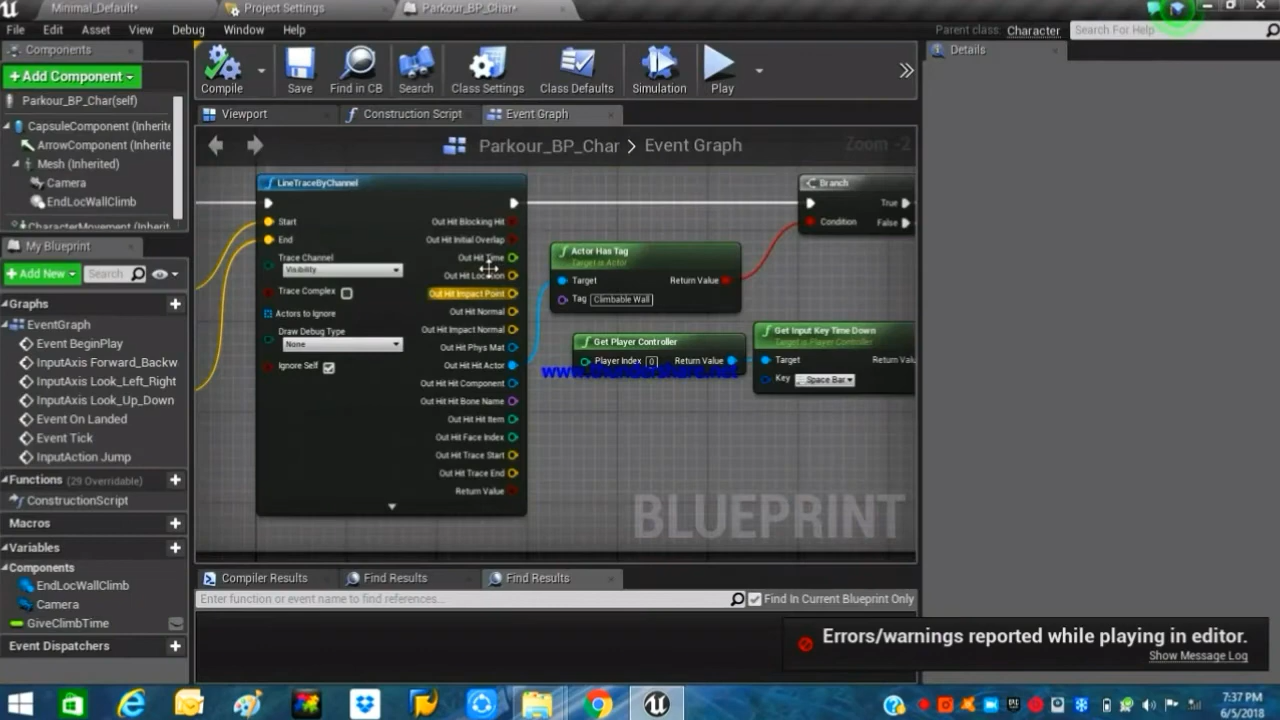 Minimal_Default*
Project Settings
Parkour_BP_Char*
File Edit Asset View Debug Window Help
Parent class: Character
Search For Help
Components
Details
+Add Component
Compile
Save
Find in CB
Search
Class Settings
Class Defaults
Simulation
Play
Parkour_BP_Char(self)
CapsuleComponent (Inherite
ArrowComponent (Inherite
Mesh (Inherited)
Camera
EndLocWallClimb
CharacterMovement (Inherit
Viewport
Construction Script
Event Graph
Parkour_BP_Char > Event Graph
Zoom -2
LineTraceByChannel
Start
End
Trace Channel
Visibility
Trace Complex
Actors to Ignore
Draw Debug Type
None
Ignore Self
Out Hit Blocking Hit
Out Hit Initial Overlap
Out Hit Time
Out Hit Location
Out Hit Impact Point
Out Hit Normal
Out Hit Impact Normal
Out Hit Phys Mat
Out Hit Hit Actor
Out Hit Hit Component
Out Hit Hit Bone Name
Out Hit Hit Item
Out Hit Face Index
Out Hit Trace Start
Out Hit Trace End
Return Value
Actor Has Tag
Target is Actor
Target
Return Value
Tag Climbable Wall
Branch
True
Condition
False
Get Player Controller
Player Index 0
Return Value
Get Input Key Time Down
Target is Player Controller
Target
Return Valu
Key Space Bar
www.thundershare.net
BLUEPRINT
My Blueprint
+Add New
Search
Graphs
EventGraph
Event BeginPlay
InputAxis Forward_Backw
InputAxis Look_Left_Right
InputAxis Look_Up_Down
Event On Landed
Event Tick
InputAction Jump
Functions (29 Overridable)
ConstructionScript
Macros
Variables
Components
EndLocWallClimb
Camera
GiveClimbTime
Event Dispatchers
Compiler Results
Find Results
Find Results
Enter function or event name to find references...
Find In Current Blueprint Only
Errors/warnings reported while playing in editor.
Show Message Log
7:37 PM
6/5/2018